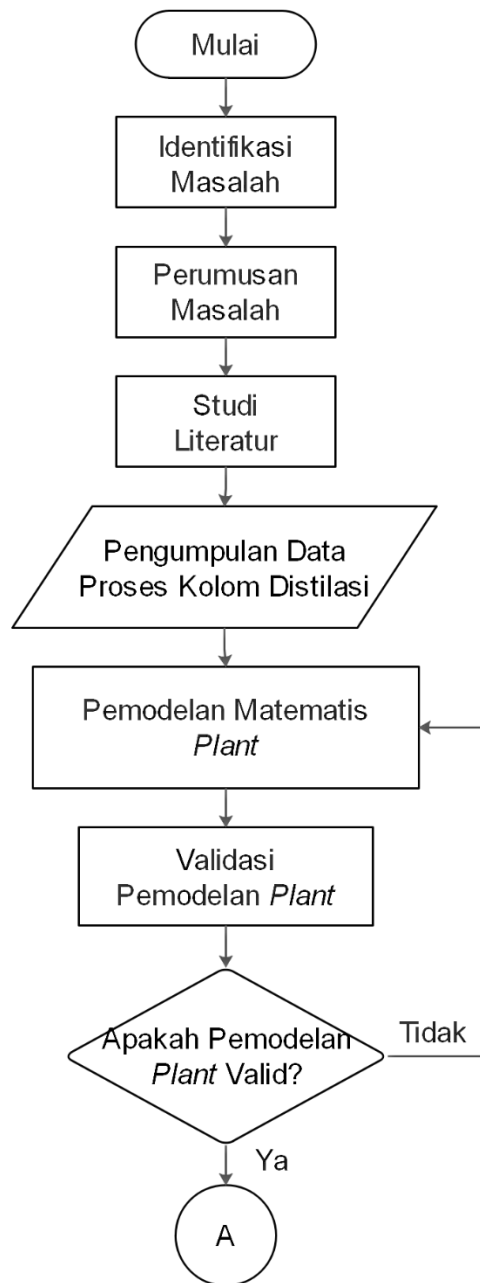 Mulai
Identifikasi
Masalah
Perumusan
Masalah
Studi
Literatur
Pengumpulan Data
Proses Kolom Distilasi
Pemodelan Matematis
Plant
Validasi
Pemodelan Plant
Apakah Pemodelan
Plant Valid?
Tidak
Ya
A